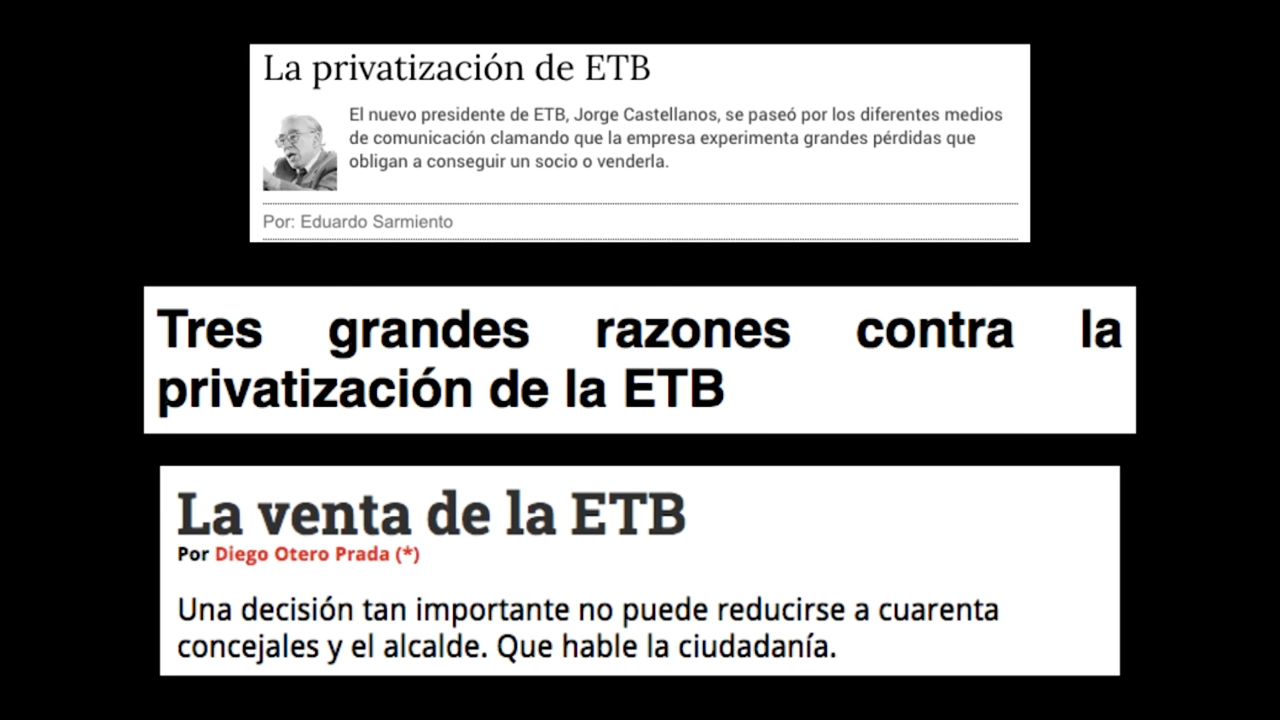 La privatización de ETB
El nuevo presidente de ETB, Jorge Castellanos, se paseó por los diferentes medios
de comunicación clamando que la empresa experimenta grandes pérdidas que
obligan a conseguir un socio o venderla.
Por: Eduardo Sarmiento
Tres grandes razones contra la
privatización de la ETB
La venta de la ETB
Por Diego Otero Prada (*)
Una decisión tan importante no puede reducirse a cuarenta
concejales y el alcalde. Que hable la ciudadanía.